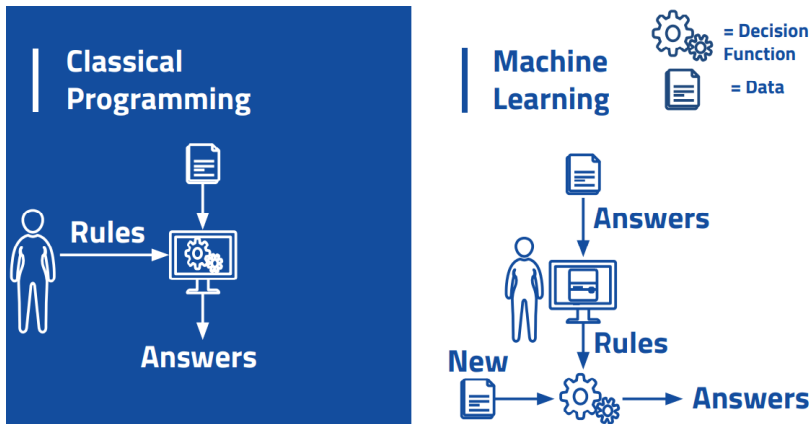 Classical
Programming
Rules
Answers
Machine
Learning
= Decision
Function
= Data
Answers
Rules
New
Answers